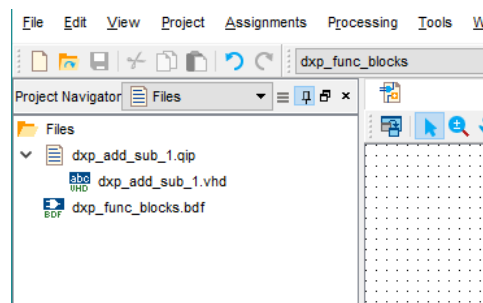 File Edit View Project Assignments Processing Tools W
dxp_func_blocks
Project Navigator Files
Files
dxp_add_sub_1.qip
abc VHD dxp_add_sub_1.vhd
BDF dxp_func_blocks.bdf